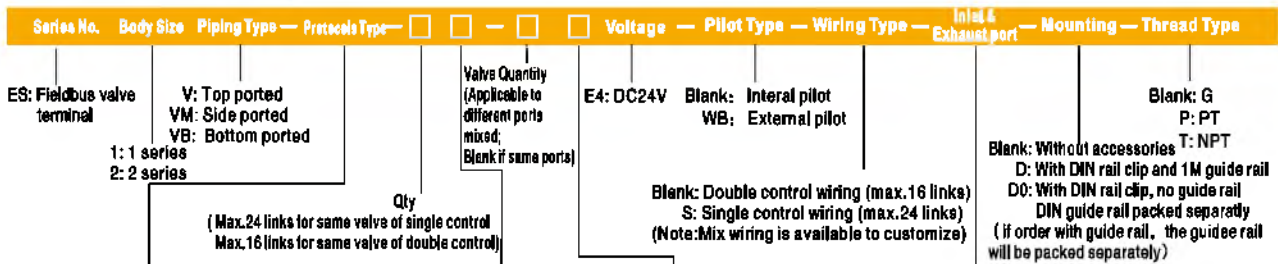 Series No. Body Size Piping Type — Protocols Type — □ □ — □ □ Voltage — Pilot Type — Wiring Type — Inlet & Exhaust port — Mounting — Thread Type
ES: Fieldbus valve
terminal
V: Top ported
VM: Side ported
VB: Bottom ported
1: 1 series
2: 2 series
Qty
( Max.24 links for same valve of single control
Max.16 links for same valve of double control)
Valve Quantity
(Applicable to
different ports
mixed;
Blank if same ports)
E4: DC24V
Blank: Interal pilot
WB: External pilot
Blank: Double control wiring (max.16 links)
S: Single control wiring (max.24 links)
(Note:Mix wiring is available to customize)
Blank: G
P: PT
T: NPT
Blank: Without accessories
D: With DIN rail clip and 1M guide rail
D0: With DIN rail clip, no guide rail
DIN guide rail packed separatly
( if order with guide rail, the guidee rail
will be packed separately)